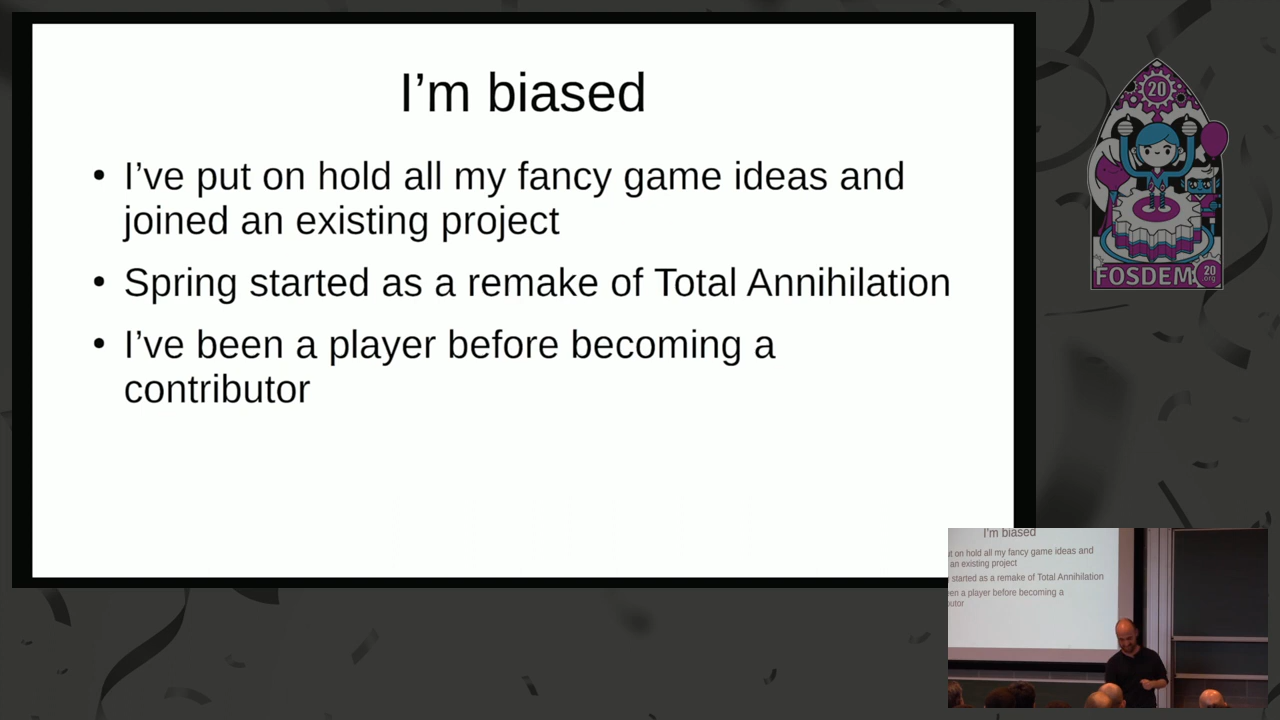 I'm biased
• I've put on hold all my fancy game ideas and
joined an existing project
• Spring started as a remake of Total Annihilation
• I've been a player before becoming a
contributor
20
FOSDEM
20
.org
I'm biased
on hold all my fancy game ideas and
an existing project
started as a remake of Total Annihilation
a player before becoming a